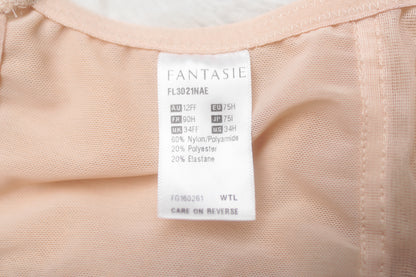 FANTASIE
FL3021NAE
AU 12FF EU 75H
FR 90H JP 75I
UK 34FF US 34H
60% Nylon/Polyamide
20% Polyester
20% Elastane
FG160261 WTL
CARE ON REVERSE